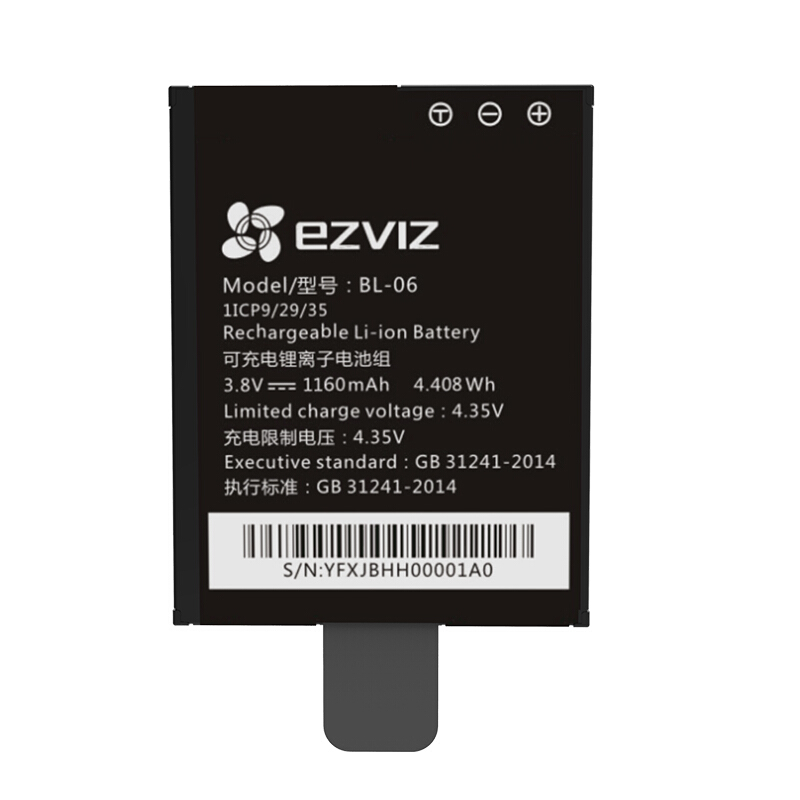 T - +
ezviz
Model/型号：BL-06
1ICP9/29/35
Rechargeable Li-ion Battery
可充电锂离子电池组
3.8V⎓ 1160mAh 4.408Wh
Limited charge voltage : 4.35V
充电限制电压：4.35V
Executive standard : GB 31241-2014
执行标准：GB 31241-2014
S/N:YFXJBHH00001A0